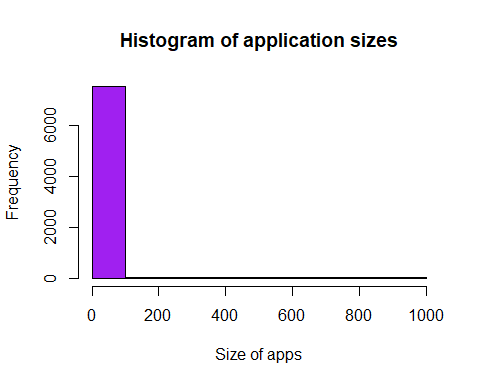 Histogram of application sizes
Frequency
6000
4000
2000
0
0 200 400 600 800 1000
Size of apps